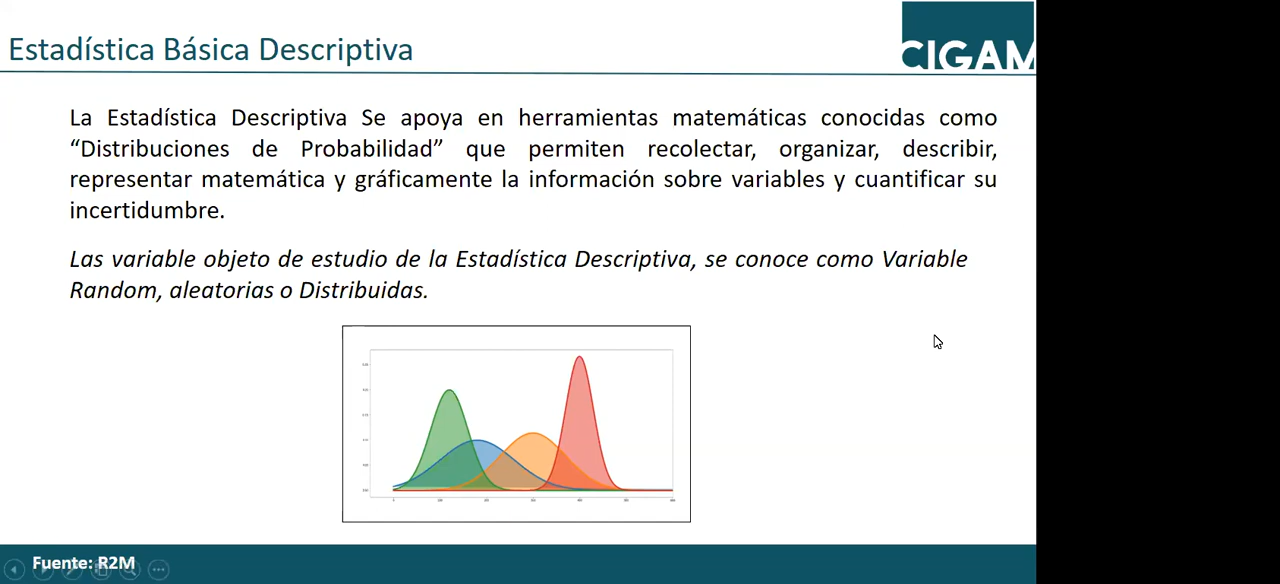 Estadística Básica Descriptiva
CIGAM
La Estadística Descriptiva Se apoya en herramientas matemáticas conocidas como
“Distribuciones de Probabilidad” que permiten recolectar, organizar, describir,
representar matemática y gráficamente la información sobre variables y cuantificar su
incertidumbre.
Las variable objeto de estudio de la Estadística Descriptiva, se conoce como Variable
Random, aleatorias o Distribuidas.
Fuente: R2M